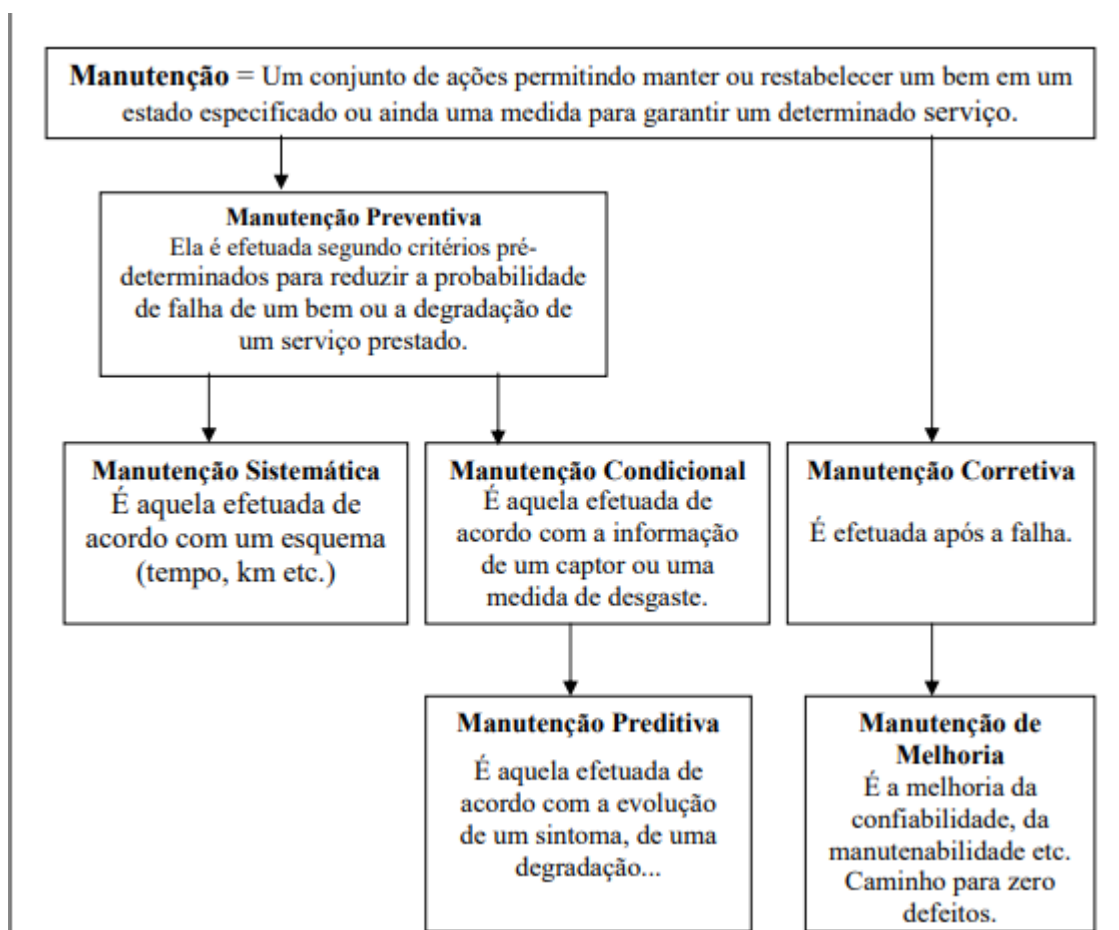 Manutenção = Um conjunto de ações permitindo manter ou restabelecer um bem em um
estado especificado ou ainda uma medida para garantir um determinado serviço.
Manutenção Preventiva
Ela é efetuada segundo critérios pré-
determinados para reduzir a probabilidade
de falha de um bem ou a degradação de
um serviço prestado.
Manutenção Sistemática
É aquela efetuada de
acordo com um esquema
(tempo, km etc.)
Manutenção Condicional
É aquela efetuada de
acordo com a informação
de um captor ou uma
medida de desgaste.
Manutenção Corretiva
É efetuada após a falha.
Manutenção Preditiva
É aquela efetuada de
acordo com a evolução
de um sintoma, de uma
degradação...
Manutenção de
Melhoria
É a melhoria da
confiabilidade, da
manutenabilidade etc.
Caminho para zero
defeitos.